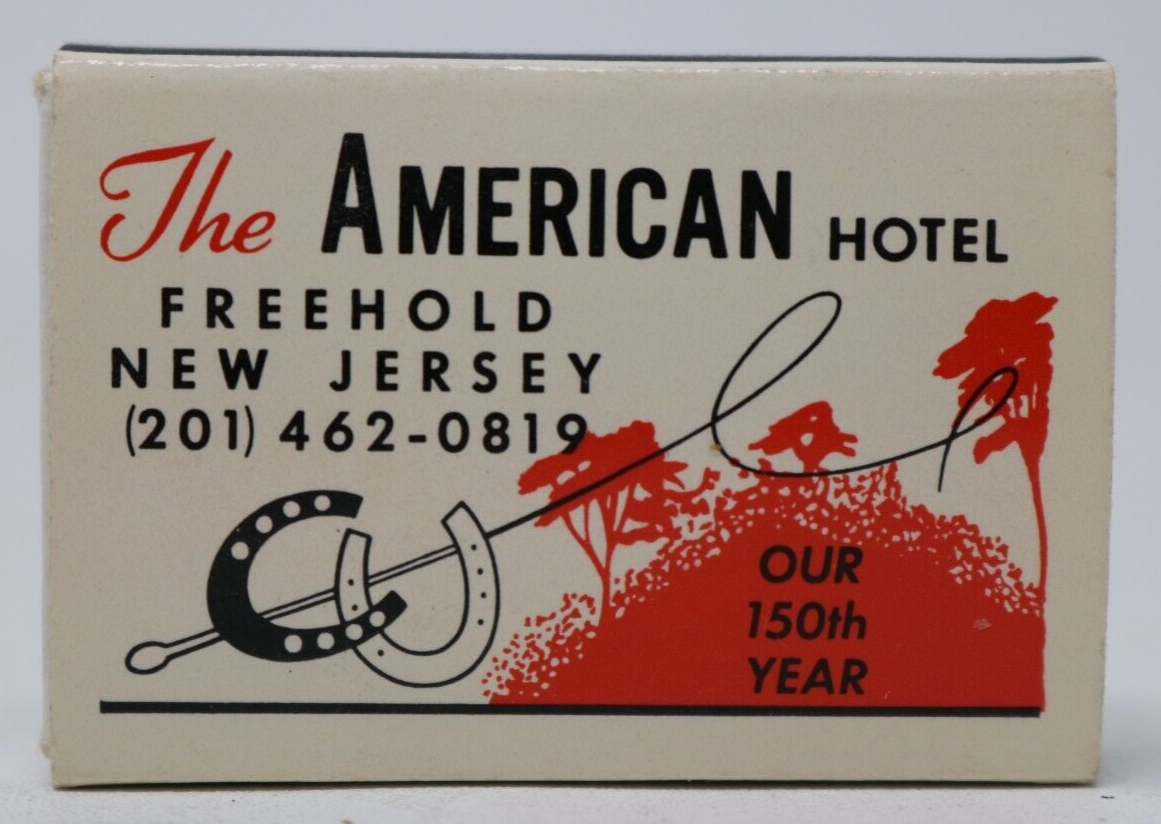 The AMERICAN HOTEL
FREEHOLD
NEW JERSEY
(201) 462-0819
OUR
150th
YEAR